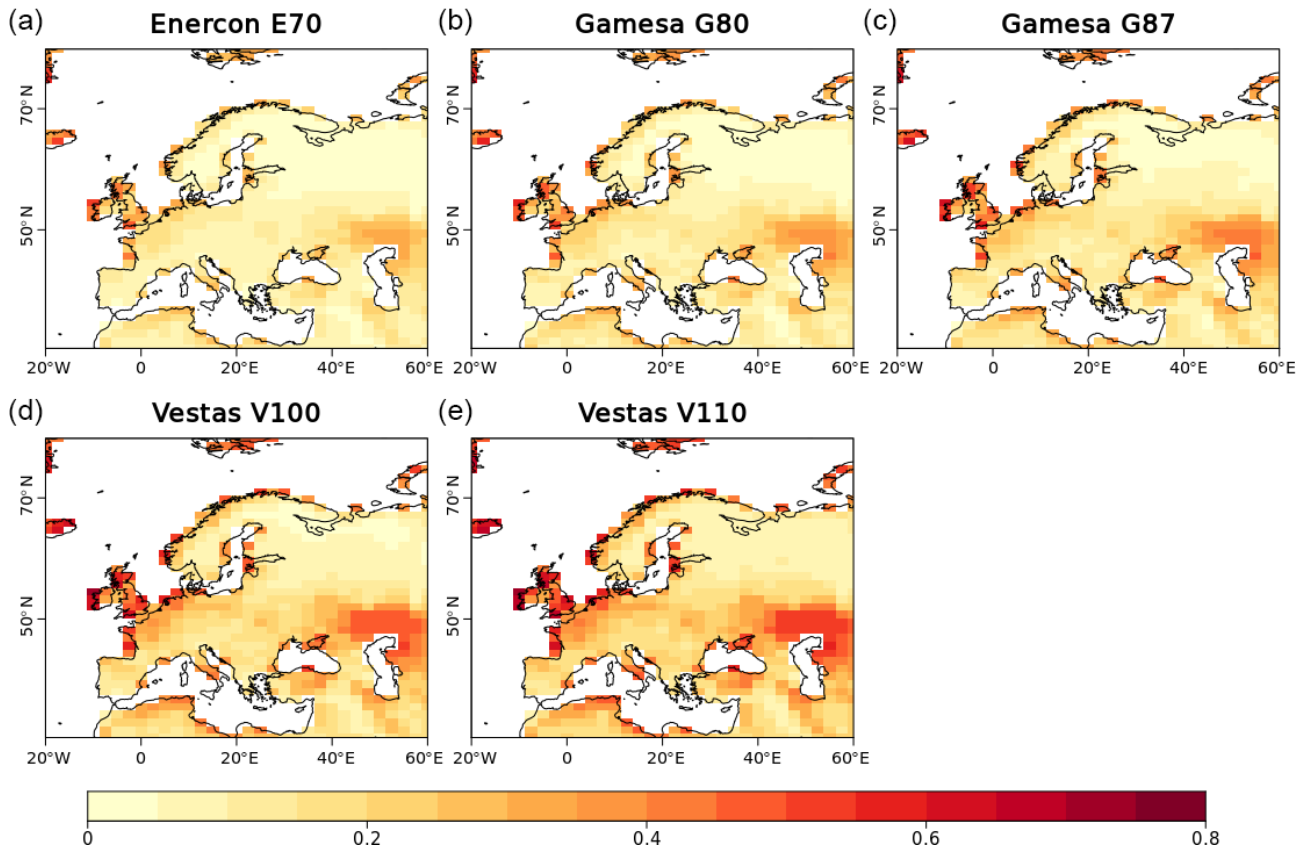 (a) Enercon E70
(b) Gamesa G80
(c) Gamesa G87
70°N
50°N
20°W 0 20°E 40°E 60°E
70°N
50°N
20°W 0 20°E 40°E 60°E
70°N
50°N
20°W 0 20°E 40°E 60°E
(d) Vestas V100
(e) Vestas V110
70°N
50°N
20°W 0 20°E 40°E 60°E
70°N
50°N
20°W 0 20°E 40°E 60°E
0 0.2 0.4 0.6 0.8